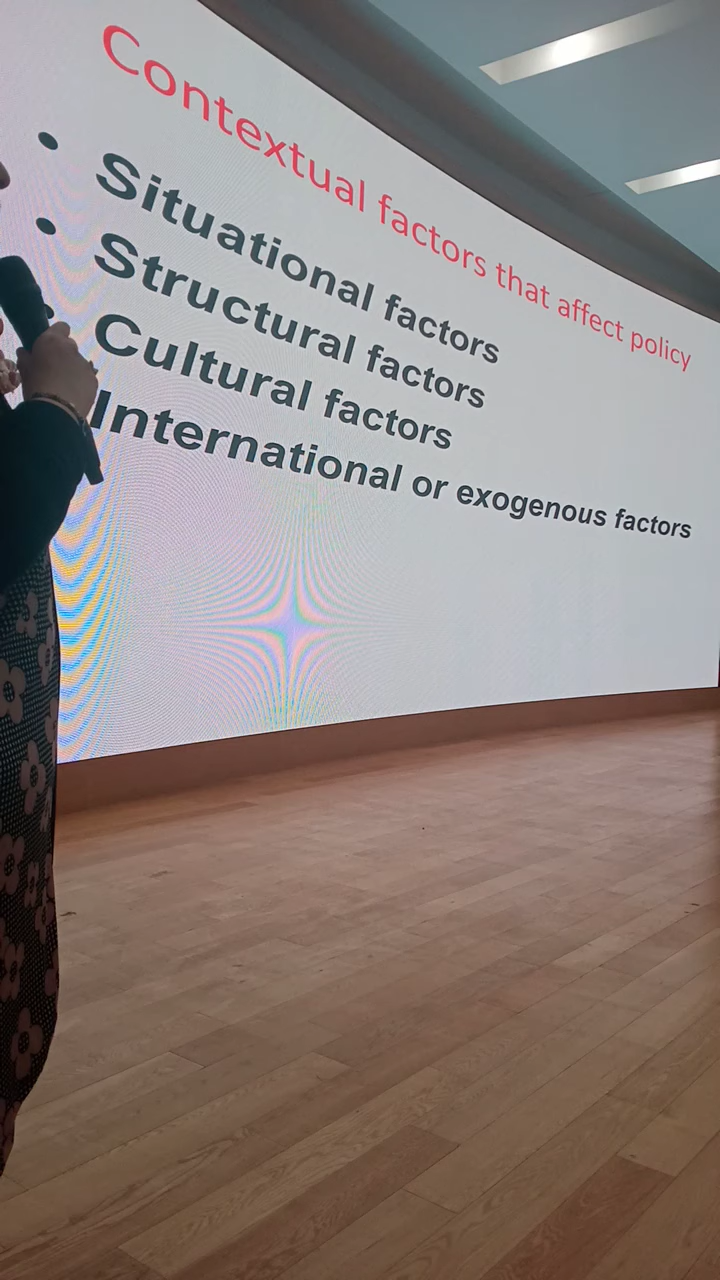 Contextual factors that affect policy
• Situational factors
• Structural factors
Cultural factors
International or exogenous factors